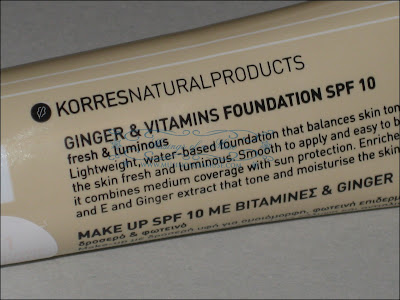 KORRESNATURALPRODUCTS
GINGER & VITAMINS FOUNDATION SPF 10
fresh & luminous
Lightweight, water-based foundation that balances skin ton
the skin fresh and luminous. Smooth to apply and easy to b
it combines medium coverage with sun protection. Enriche
and E and Ginger extract that tone and moisturise the skin
MAKE UP SPF 10 ΜΕ ΒΙΤΑΜΙΝΕΣ & GINGER
δροσερό & φωτεινό